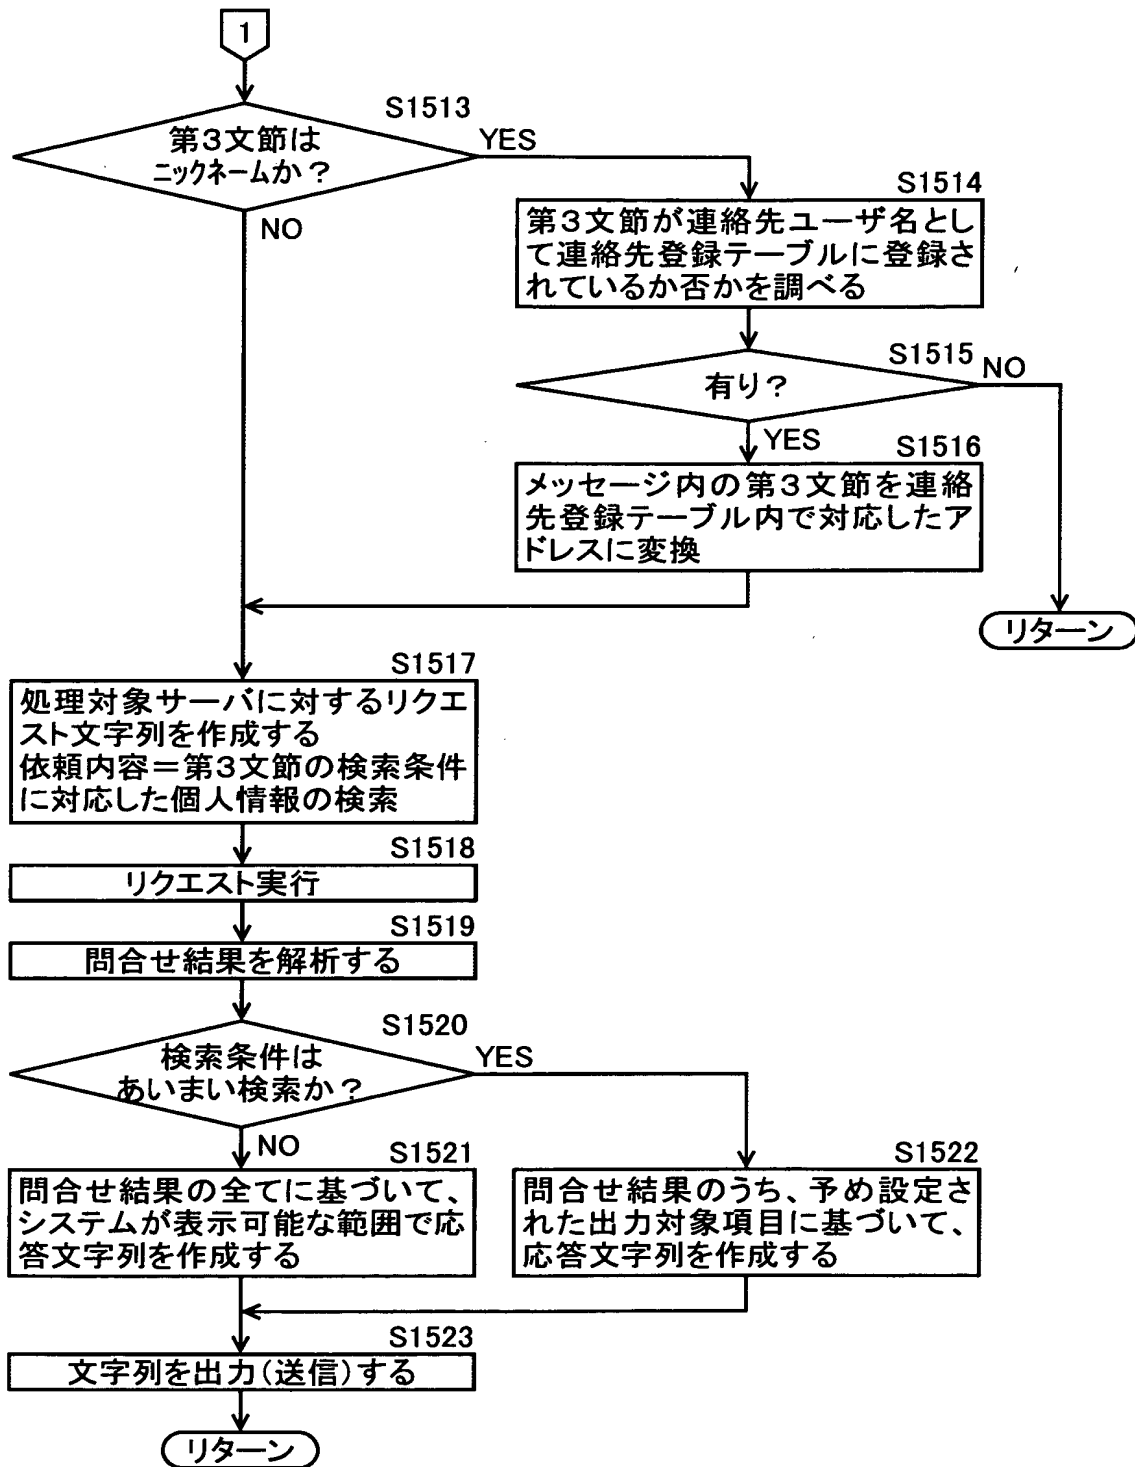 1
S1513
第3文節は
ニックネームか?
YES
NO
S1514
第3文節が連絡先ユーザ名とし
て連絡先登録テーブルに登録さ
れているか否かを調べる
S1515
有り?
NO
YES
S1516
メッセージ内の第3文節を連絡
先登録テーブル内で対応したア
ドレスに変換
リターン
S1517
処理対象サーバに対するリクエ
スト文字列を作成する
依頼内容=第3文節の検索条件
に対応した個人情報の検索
S1518
リクエスト実行
S1519
問合せ結果を解析する
S1520
検索条件は
あいまい検索か?
YES
NO
S1521
問合せ結果の全てに基づいて、
システムが表示可能な範囲で応
答文字列を作成する
S1522
問合せ結果のうち、予め設定さ
れた出力対象項目に基づいて、
応答文字列を作成する
S1523
文字列を出力(送信)する
リターン